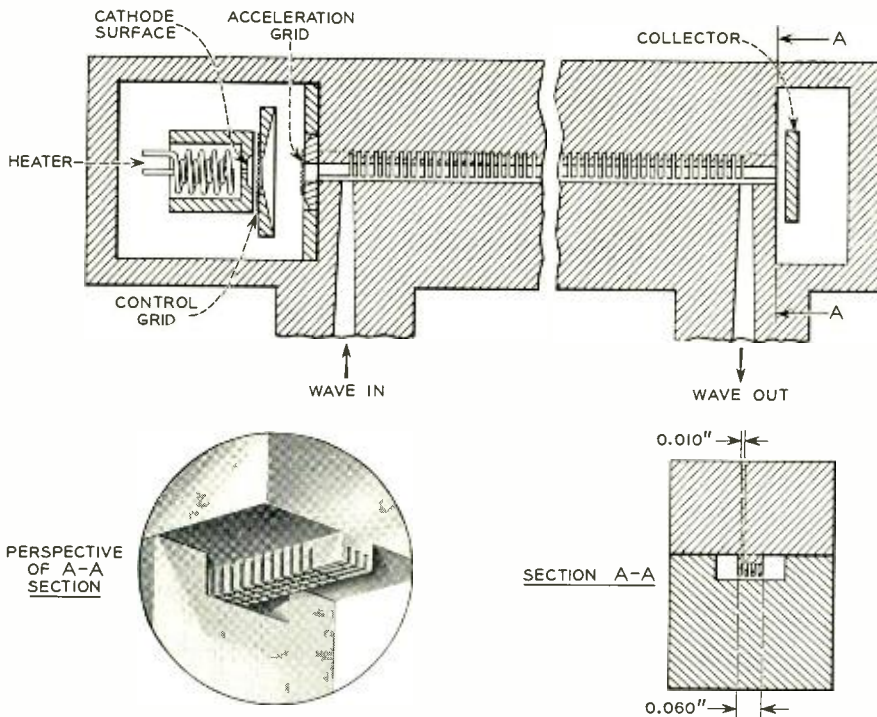 CATHODE
SURFACE
ACCELERATION
GRID
COLLECTOR
A
HEATER
CONTROL
GRID
A
WAVE IN
WAVE OUT
0.010"
PERSPECTIVE
OF A-A
SECTION
SECTION A-A
0.060"